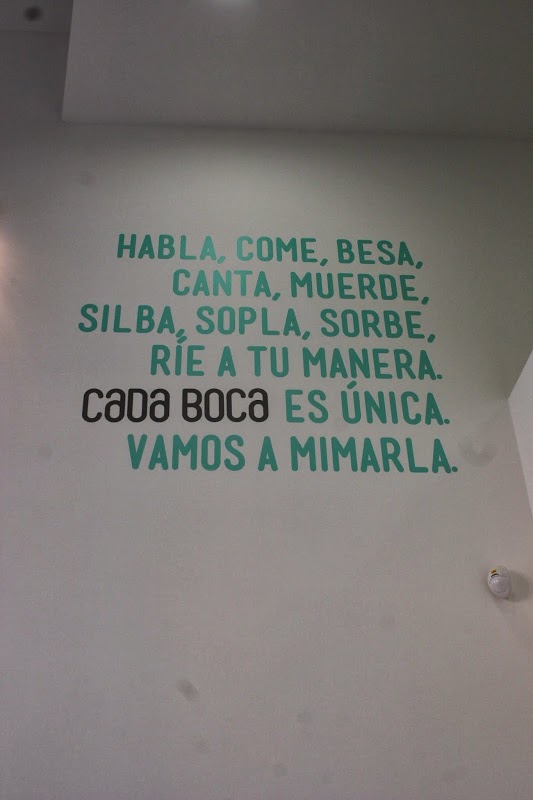 HABLA, COME, BESA,
CANTA, MUERDE,
SILBA, SOPLA, SORBE,
RÍE A TU MANERA.
CADA BOCA ES ÚNICA.
VAMOS A MIMARLA.